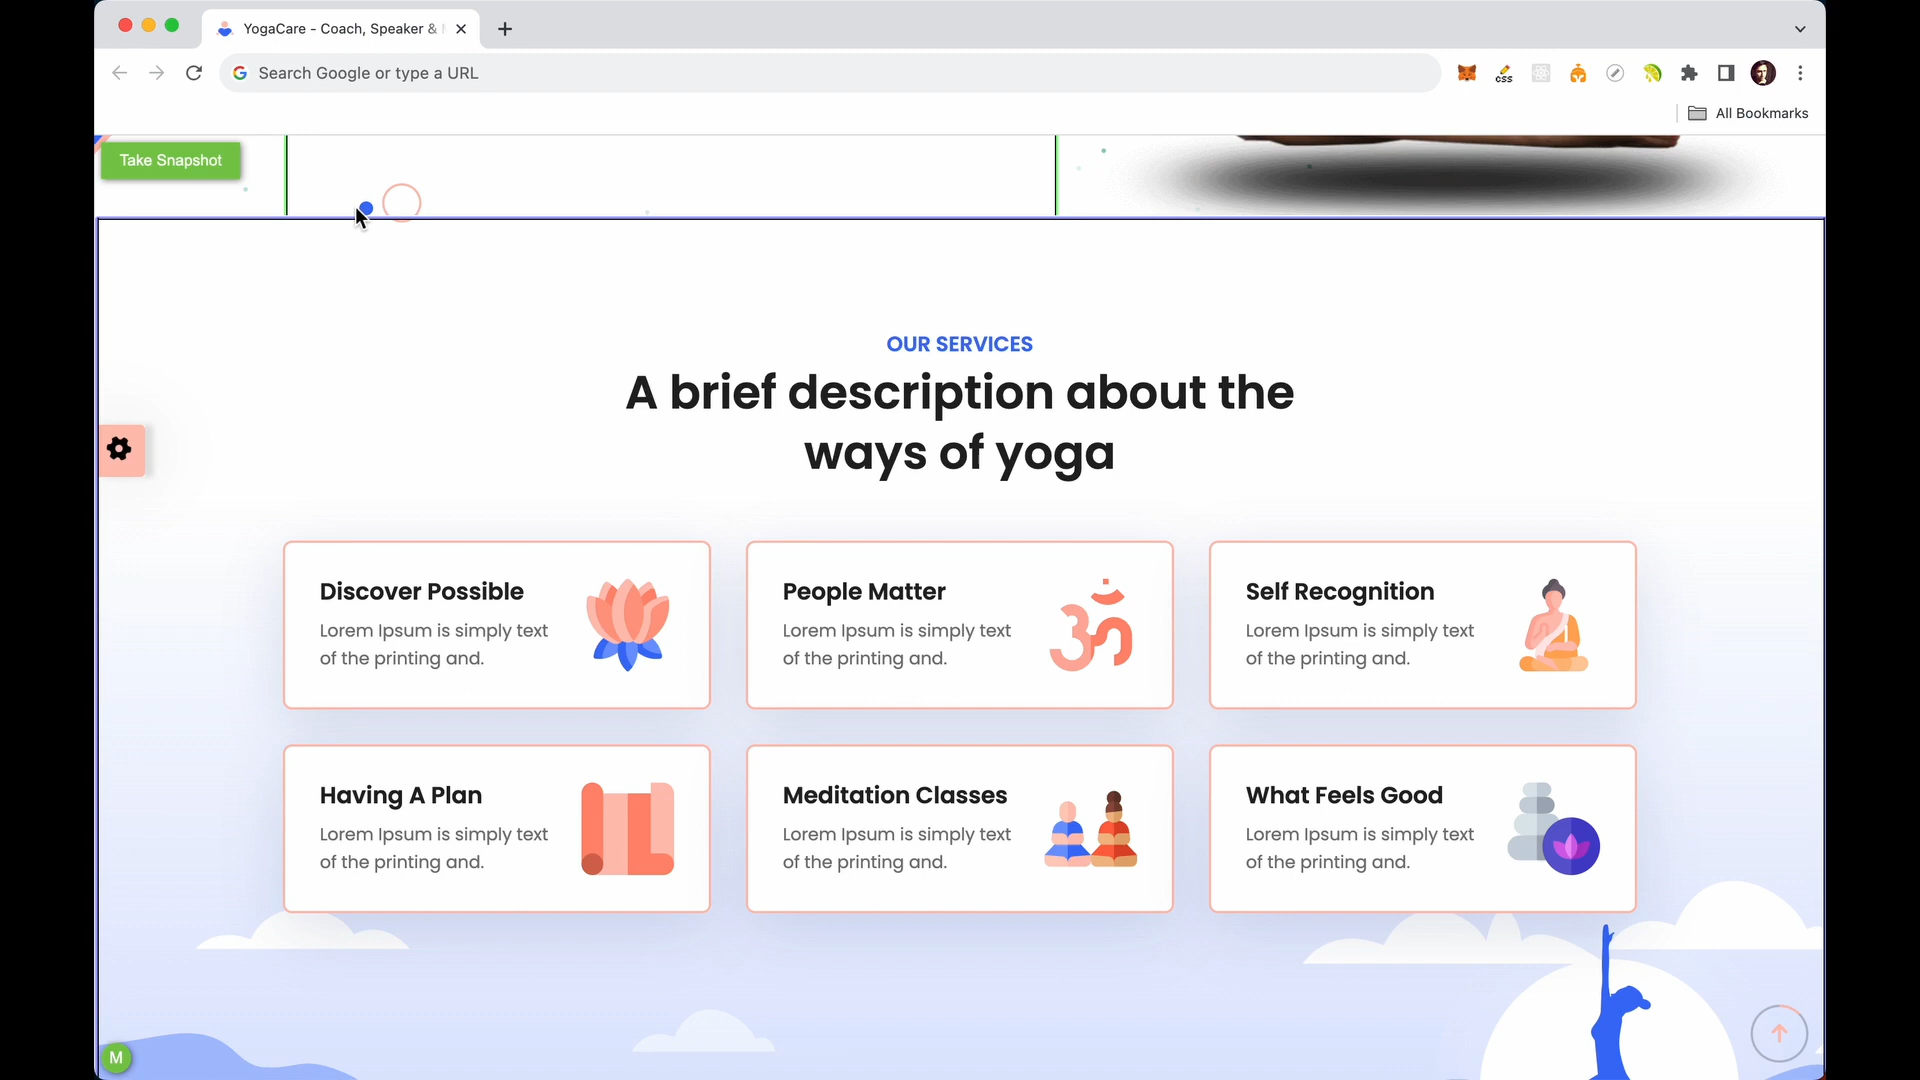 YogaCare - Coach, Speaker &
Search Google or type a URL
css
All Bookmarks
Take Snapshot
OUR SERVICES
A brief description about the
ways of yoga
Discover Possible
Lorem Ipsum is simply text
of the printing and.
People Matter
Lorem Ipsum is simply text
of the printing and.
ॐ
Self Recognition
Lorem Ipsum is simply text
of the printing and.
Having A Plan
Lorem Ipsum is simply text
of the printing and.
Meditation Classes
Lorem Ipsum is simply text
of the printing and.
What Feels Good
Lorem Ipsum is simply text
of the printing and.
M